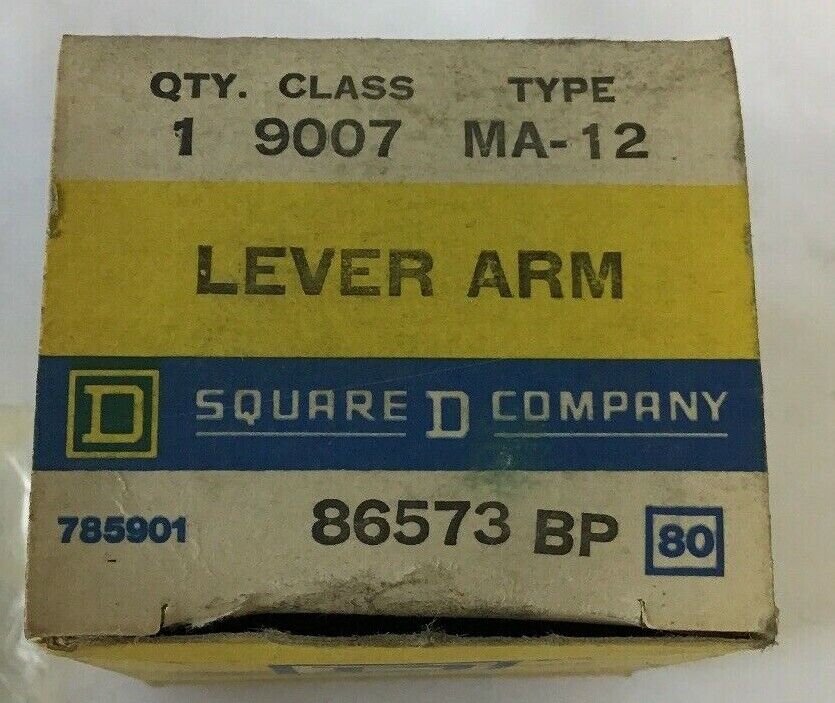 QTY. CLASS TYPE
1 9007 MA-12
LEVER ARM
D SQUARE D COMPANY
785901 86573 BP 80